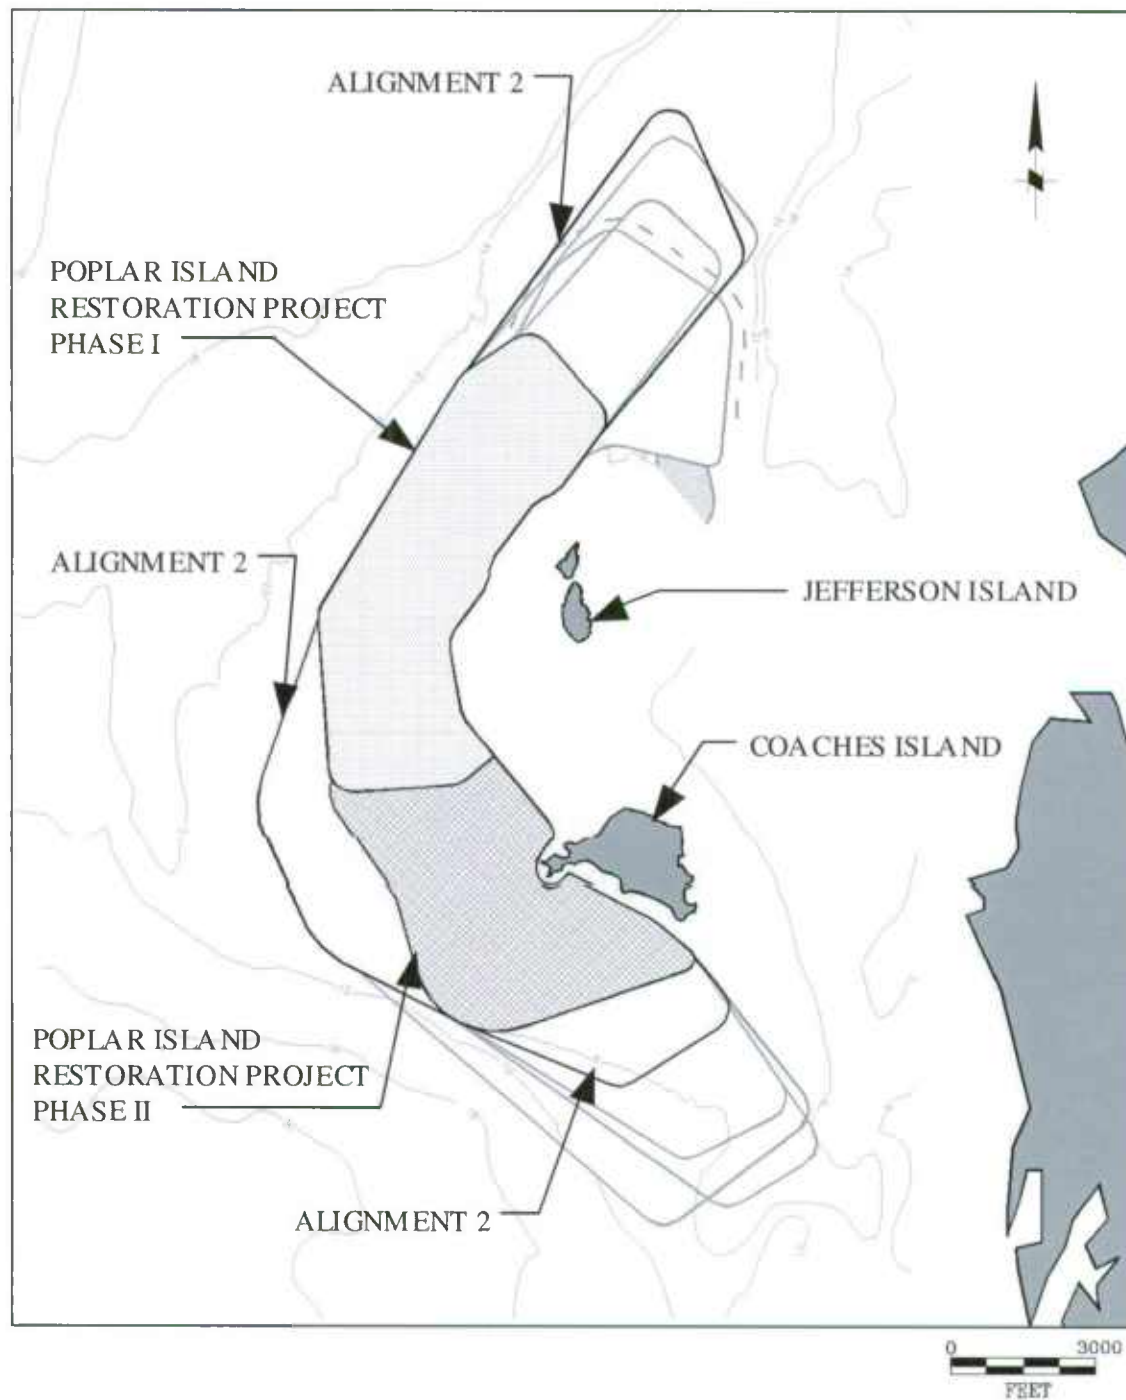 ALIGNMENT 2
POPLAR ISLAND
RESTORATION PROJECT
PHASE I
ALIGNMENT 2
JEFFERSON ISLAND
COACHES ISLAND
POPLAR ISLAND
RESTORATION PROJECT
PHASE II
ALIGNMENT 2
0 3000
FEET